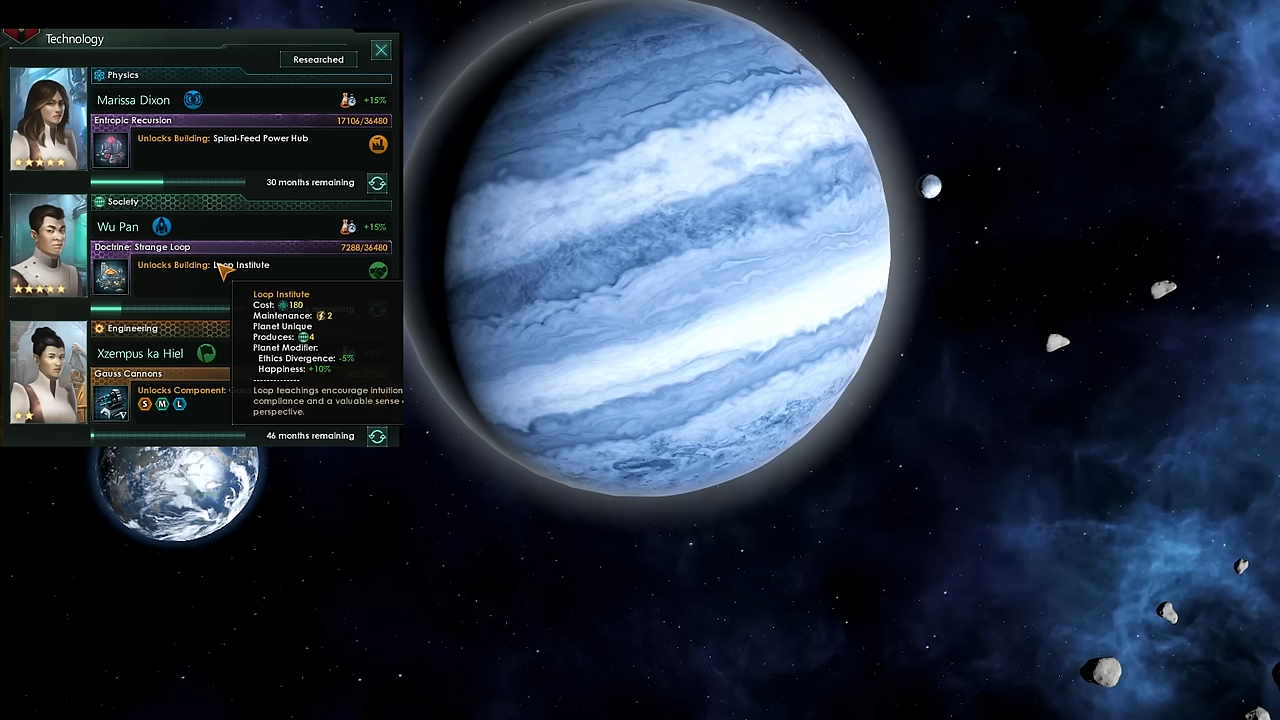 Technology
Researched
Physics
Marissa Dixon
+15%
Entropic Recursion 17106/36480
Unlocks Building: Spiral-Feed Power Hub
30 months remaining
Society
Wu Pan
+15%
Doctrine: Strange Loop 7288/36480
Unlocks Building: Loop Institute
Loop Institute
Cost: 180
Maintenance: 2
Planet Unique
Produces: 4
Planet Modifier:
Ethics Divergence: -5%
Happiness: +10%
--------------
Loop teachings encourage intuition
compliance and a valuable sense
perspective.
Engineering
Xzempus ka Hiel
Gauss Cannons
Unlocks Component:
S M L
46 months remaining